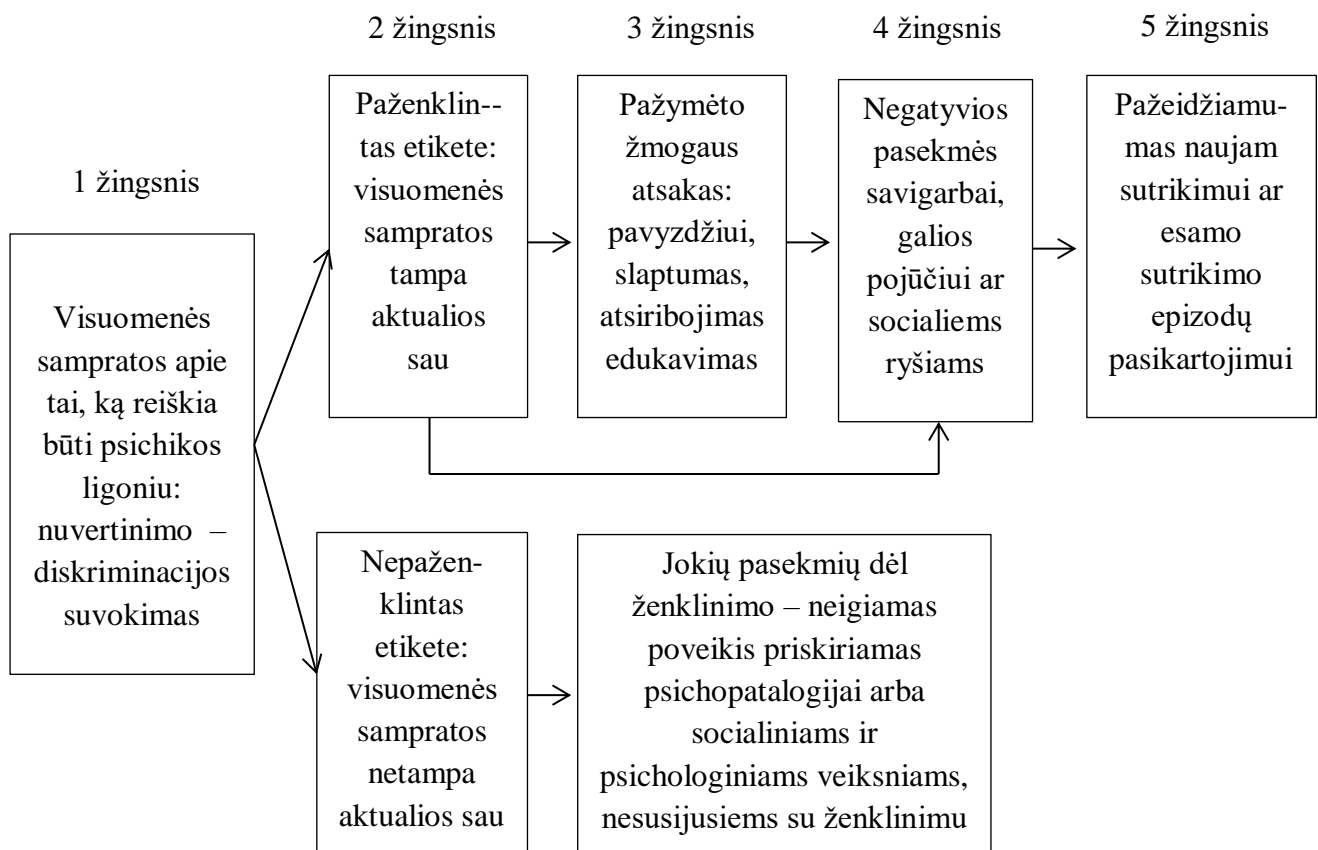 1 žingsnis
Visuomenės
sampratos apie
tai, ką reiškia
būti psichikos
ligoniu:
nuvertinimo –
diskriminacijos
suvokimas
2 žingsnis
Paženklin--
tas etikete:
visuomenės
sampratos
tampa
aktualios
sau
3 žingsnis
Pažymėto
žmogaus
atsakas:
pavyzdžiui,
slaptumas,
atsiribojimas
edukavimas
4 žingsnis
Negatyvios
pasekmės
savigarbai,
galios
pojūčiui ar
socialiems
ryšiams
5 žingsnis
Pažeidžiamu-
mas naujam
sutrikimui ar
esamo
sutrikimo
epizodų
pasikartojimui
Nepažen-
klintas
etikete:
visuomenės
sampratos
netampa
aktualios sau
Jokių pasekmių dėl
ženklinimo – neigiamas
poveikis priskiriamas
psichopatalogijai arba
socialiniams ir
psichologiniams veiksniams,
nesusijusiems su ženklinimu